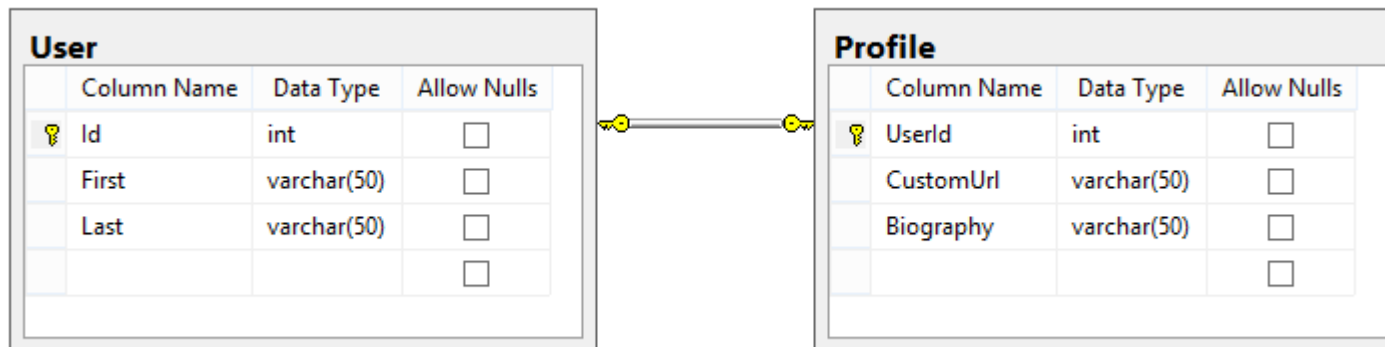 User
Column Name Data Type Allow Nulls
Id int
First varchar(50)
Last varchar(50)
Profile
Column Name Data Type Allow Nulls
UserId int
CustomUrl varchar(50)
Biography varchar(50)